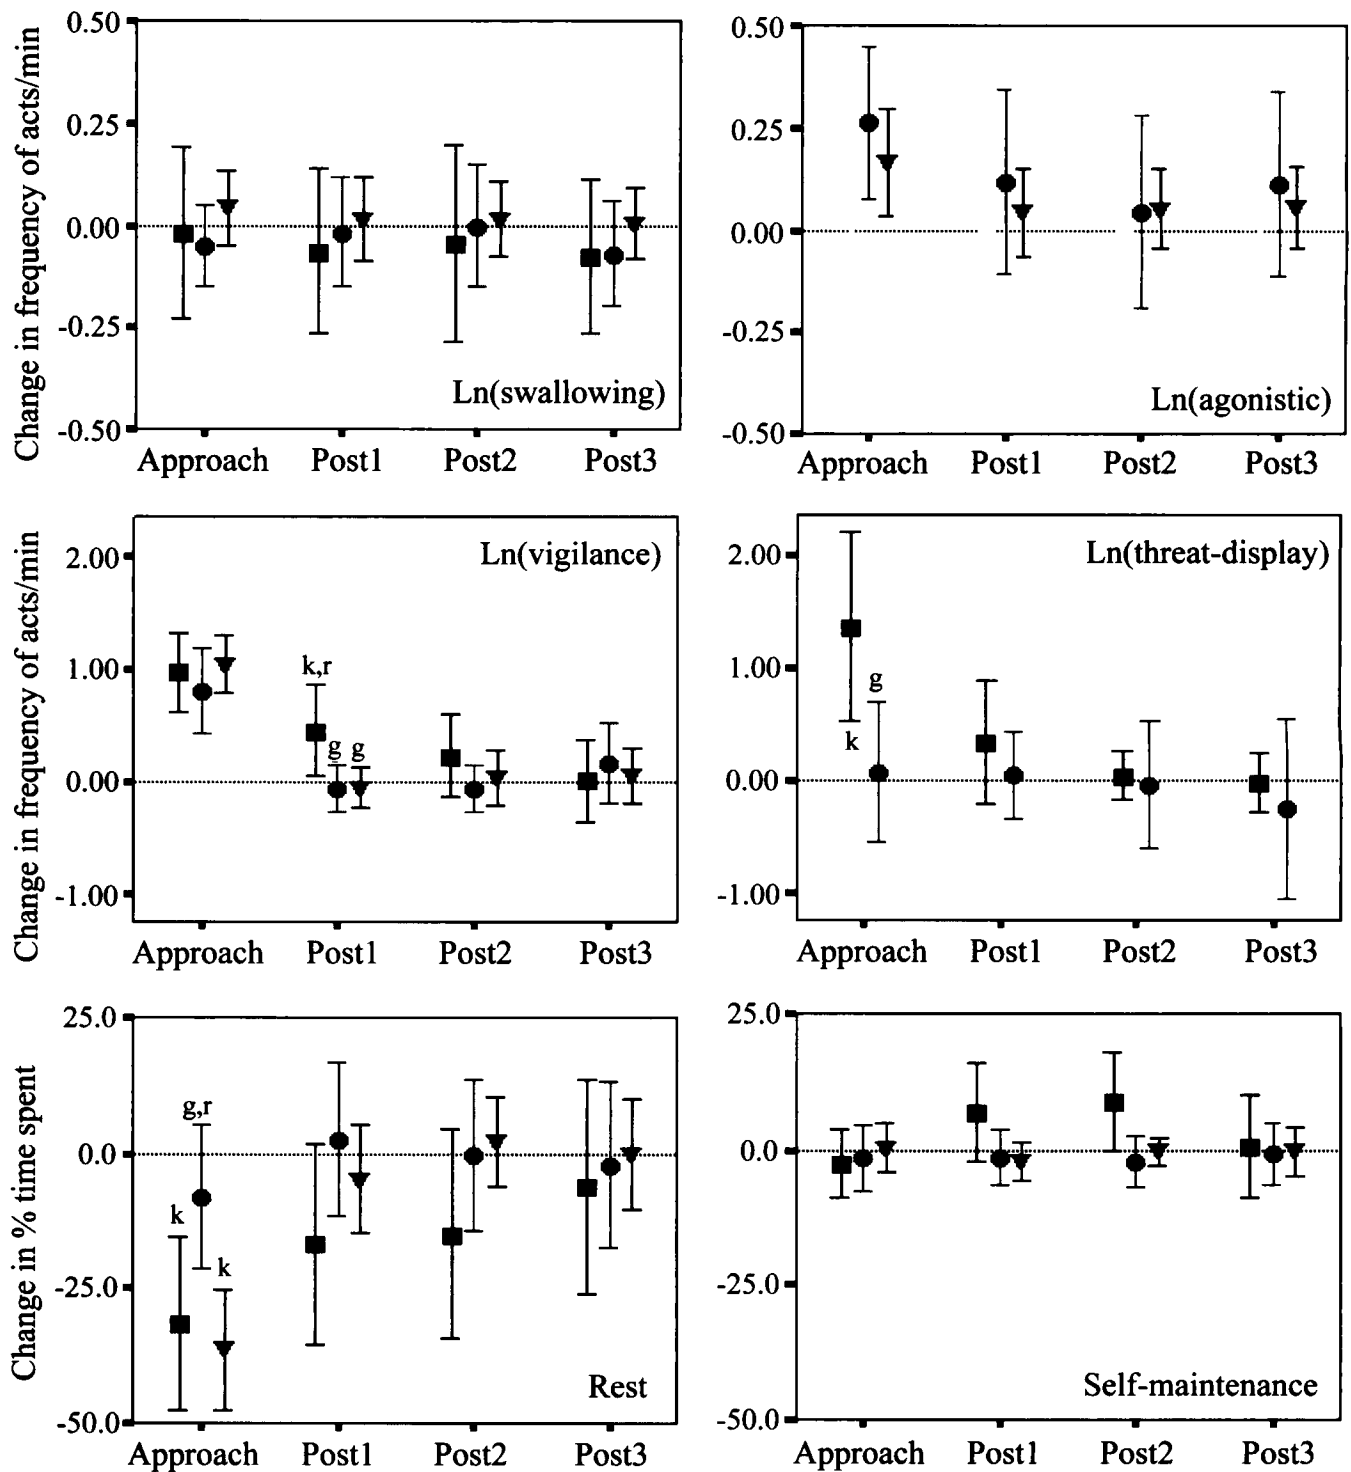 Change in frequency of acts/min
0.50
0.25
0.00
-0.25
-0.50
Ln(swallowing)
Approach Post1 Post2 Post3
0.50
0.25
0.00
-0.25
-0.50
Ln(agonistic)
Approach Post1 Post2 Post3
Change in frequency of acts/min
2.00
1.00
0.00
-1.00
Ln(vigilance)
k,r
g g
Approach Post1 Post2 Post3
2.00
1.00
0.00
-1.00
Ln(threat-display)
g
k
Approach Post1 Post2 Post3
Change in % time spent
25.0
0.0
-25.0
-50.0
g,r
k
k
Rest
Approach Post1 Post2 Post3
25.0
0.0
-25.0
-50.0
Self-maintenance
Approach Post1 Post2 Post3